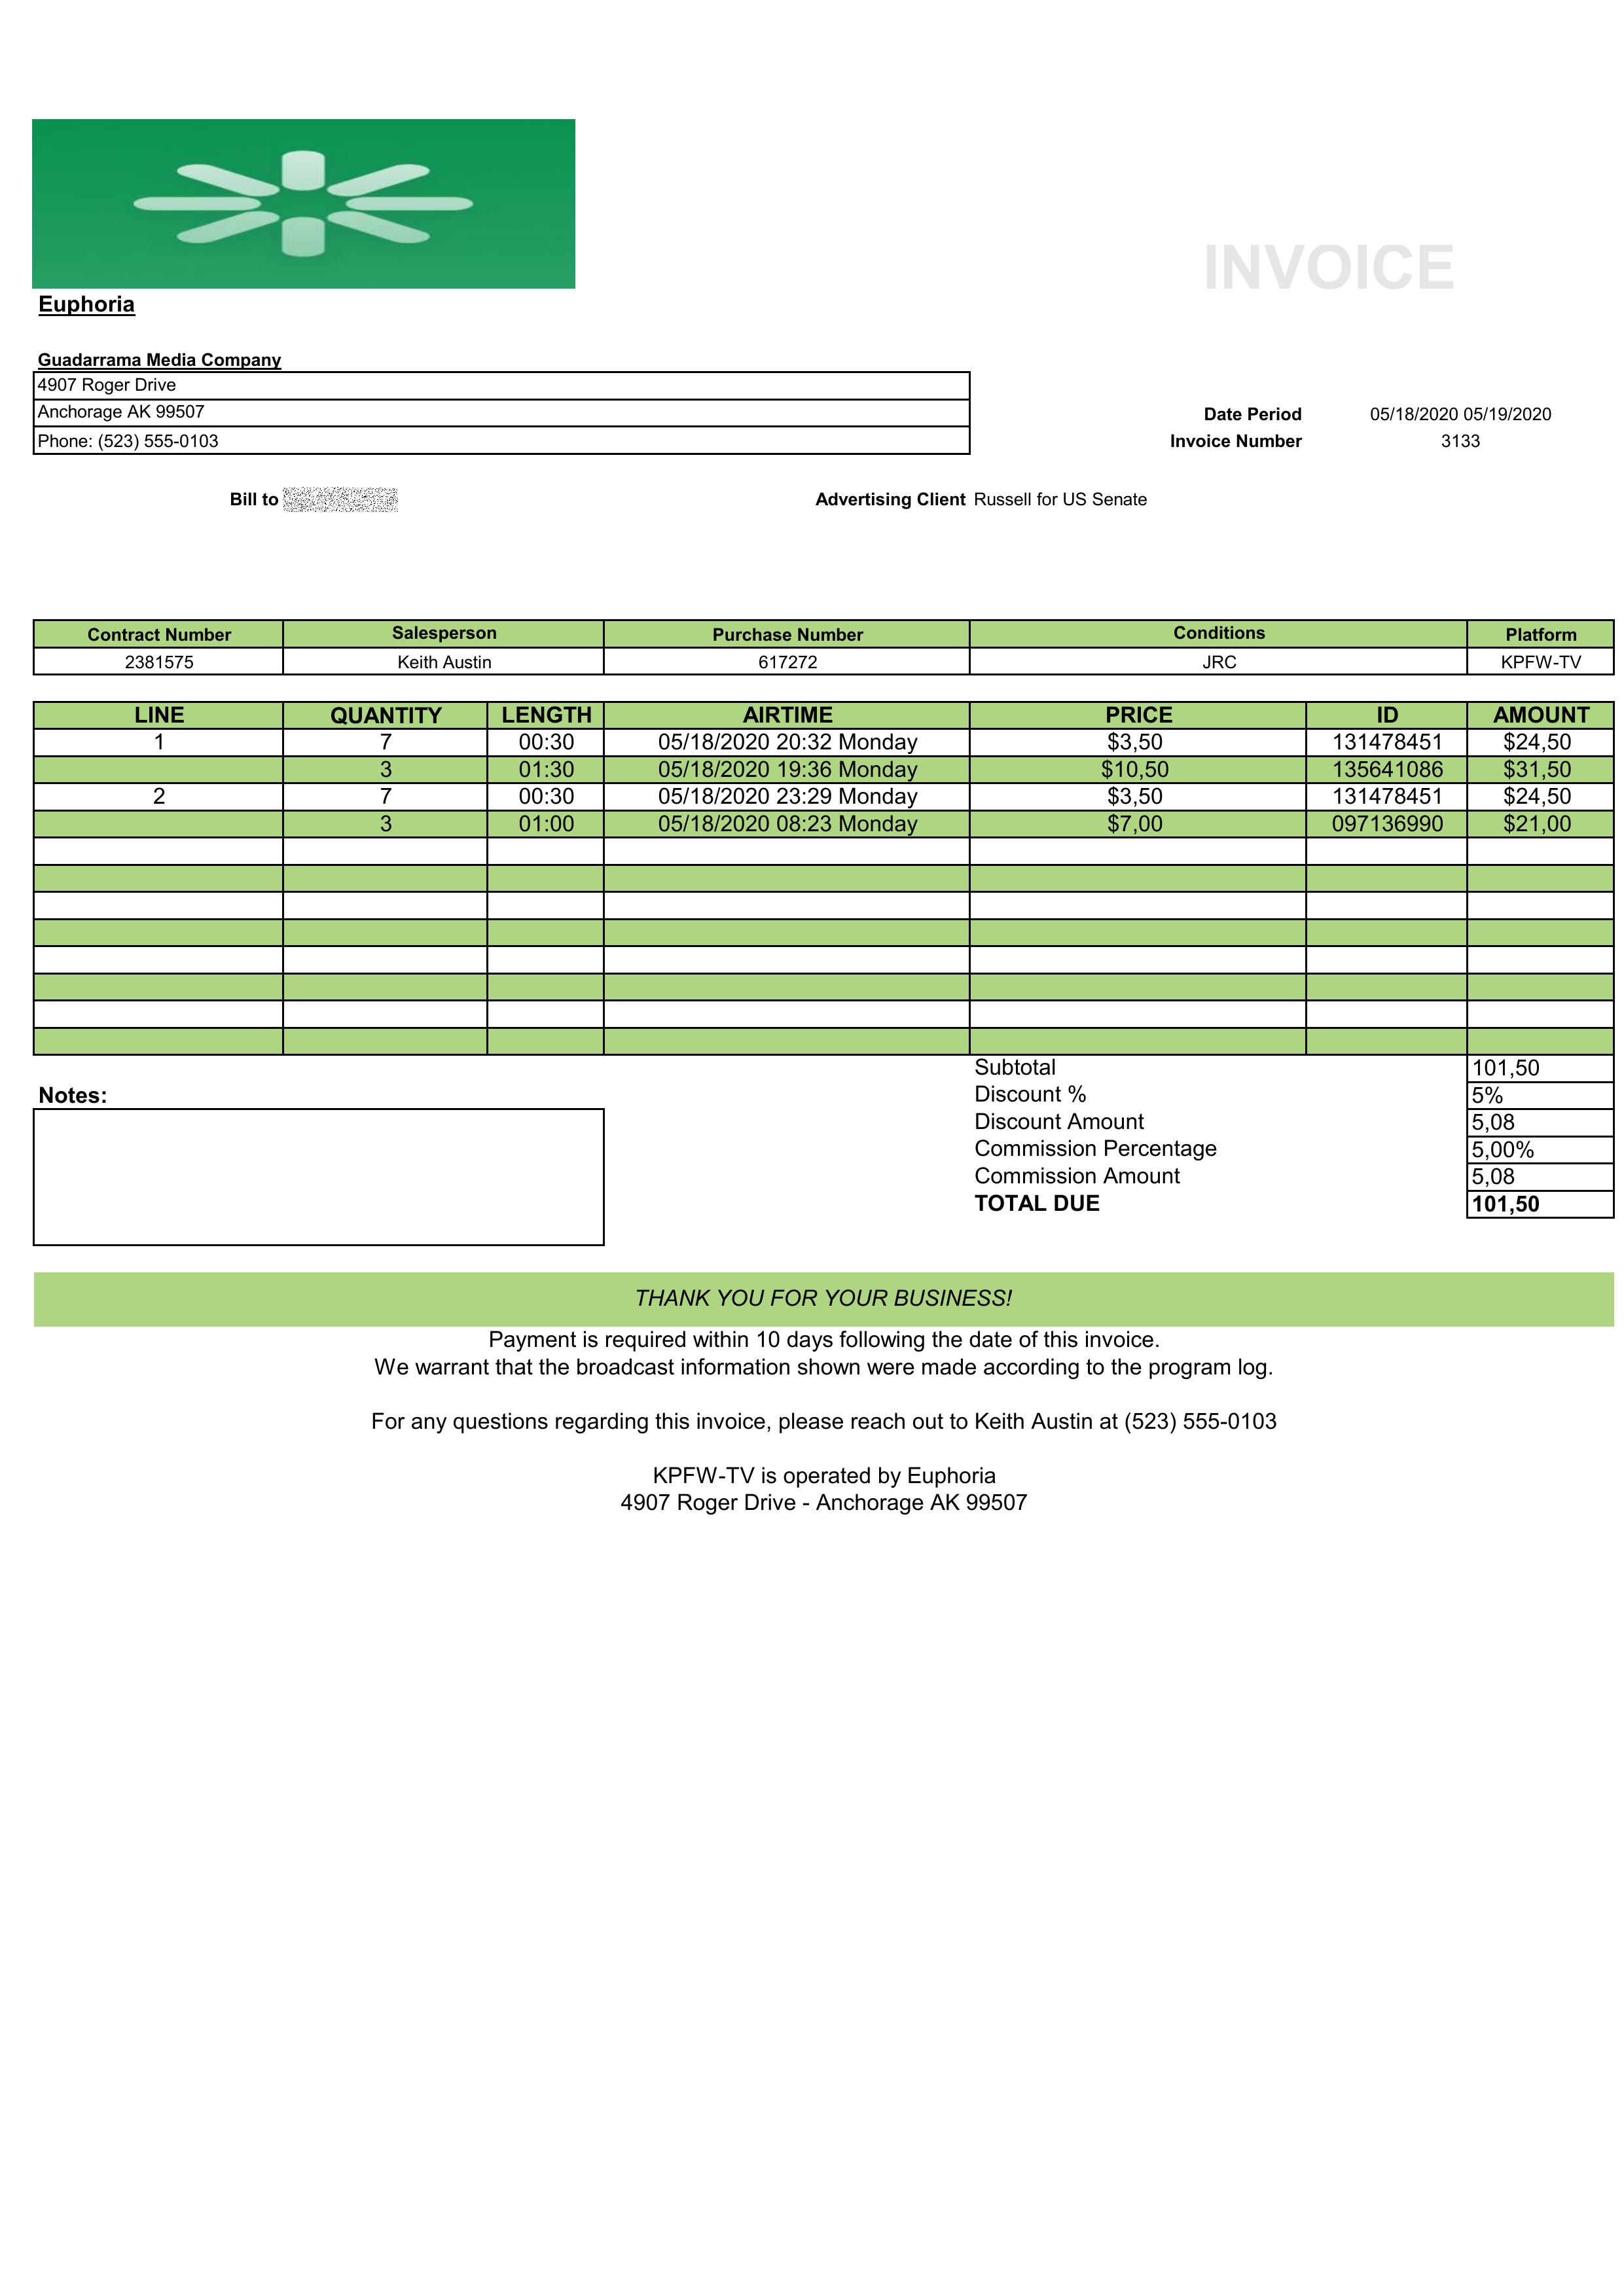 INVOICE
Euphoria
Guadarrama Media Company
4907 Roger Drive
Anchorage AK 99507
Date Period 05/18/2020 05/19/2020
Phone: (523) 555-0103
Invoice Number 3133
Bill to
Advertising Client Russell for US Senate
Contract Number Salesperson Purchase Number Conditions Platform
2381575 Keith Austin 617272 JRC KPFW-TV
LINE QUANTITY LENGTH AIRTIME PRICE ID AMOUNT
1 7 00:30 05/18/2020 20:32 Monday $3,50 131478451 $24,50
3 01:30 05/18/2020 19:36 Monday $10,50 135641086 $31,50
2 7 00:30 05/18/2020 23:29 Monday $3,50 131478451 $24,50
3 01:00 05/18/2020 08:23 Monday $7,00 097136990 $21,00
Subtotal 101,50
Notes:
Discount % 5%
Discount Amount 5,08
Commission Percentage 5,00%
Commission Amount 5,08
TOTAL DUE 101,50
THANK YOU FOR YOUR BUSINESS!
Payment is required within 10 days following the date of this invoice.
We warrant that the broadcast information shown were made according to the program log.
For any questions regarding this invoice, please reach out to Keith Austin at (523) 555-0103
KPFW-TV is operated by Euphoria
4907 Roger Drive - Anchorage AK 99507